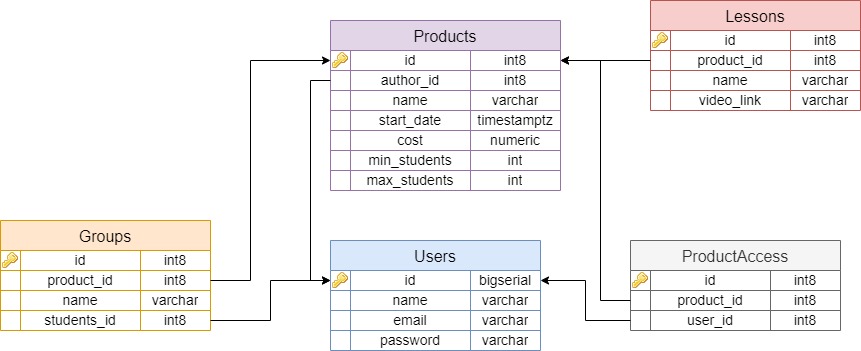 Products
id int8
author_id int8
name varchar
start_date timestamptz
cost numeric
min_students int
max_students int
Lessons
id int8
product_id int8
name varchar
video_link varchar
Groups
id int8
product_id int8
name varchar
students_id int8
Users
id bigserial
name varchar
email varchar
password varchar
ProductAccess
id int8
product_id int8
user_id int8